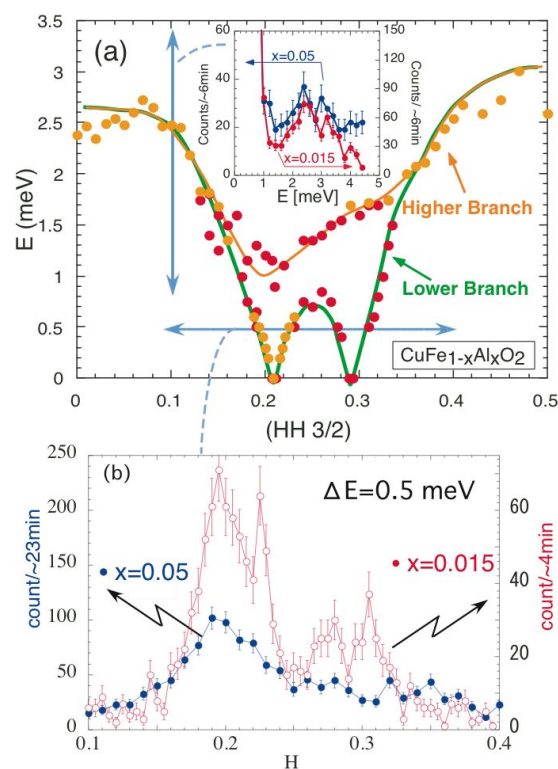 (a)
60
40
20
0
Counts/~6min
150
120
90
60
30
0
Counts/ ~6min
x=0.05
x=0.015
0 1 2 3 4 5
E [meV]
3.5
3
2.5
2
1.5
1
0.5
0
E (meV)
Higher Branch
Lower Branch
CuFe1-xAlxO2
0 0.1 0.2 0.3 0.4 0.5
(HH 3/2)
(b)
ΔE=0.5 meV
250
200
150
100
50
0
count/~23min
60
40
20
0
count/~4min
x=0.05
x=0.015
0.1 0.2 0.3 0.4
H